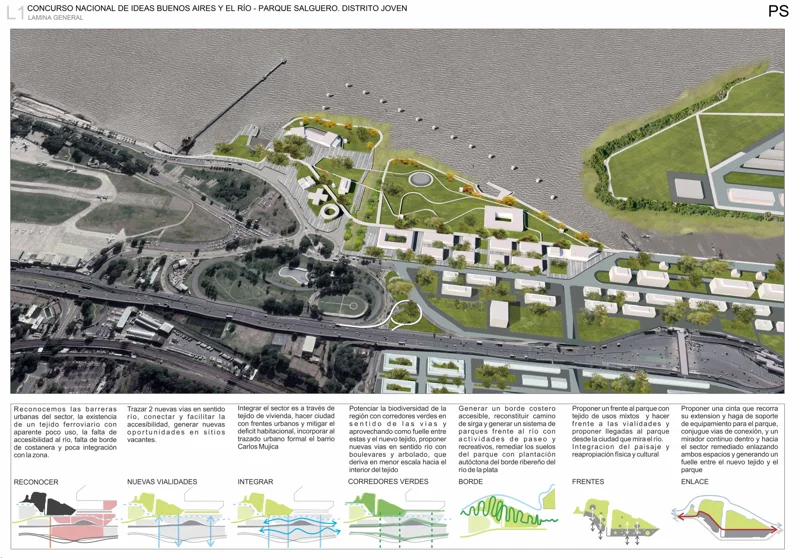 L1
CONCURSO NACIONAL DE IDEAS BUENOS AIRES Y EL RÍO - PARQUE SALGUERO. DISTRITO JOVEN
LAMINA GENERAL
PS
Reconocemos las barreras
urbanas del sector, la existencia
de un tejido ferroviario con
aparente poco uso, la falta de
accesibilidad al río, falta de borde
de costanera y poca integración
con la zona.
Trazar 2 nuevas vias en sentido
río, conectar y facilitar la
accesibilidad, generar nuevas
oportunidades en sitios
vacantes.
Integrar el sector es a través de
tejido de vivienda, hacer ciudad
con frentes urbanos y mitigar el
deficit habitacional, incorporar al
trazado urbano formal el barrio
Carlos Mujica
Potenciar la biodiversidad de la
región con corredores verdes en
sentido de las vias y
aprovechando como fuelle entre
estas y el nuevo tejido, proponer
nuevas vias en sentido río con
boulevares y arbolado, que
deriva en menor escala hacia el
interior del tejido
Generar un borde costero
accesible, reconstituir camino
de sirga y generar un sistema de
parques frente al río con
actividades de paseo y
recreativos, remediar los suelos
del parque con plantación
autóctona del borde ribereño del
río de la plata
Proponer un frente al parque con
tejido de usos mixtos y hacer
frente a las vialidades y
proponer llegadas al parque
desde la ciudad que mira el río.
Integracion del paisaje y
reapropiación física y cultural
Proponer una cinta que recorra
su extensión y haga de soporte
de equipamiento para el parque,
conjugue vías de conexión, y un
mirador continuo dentro y hacia
el sector remediado enlazando
ambos espacios y generando un
fuelle entre el nuevo tejido y el
parque
RECONOCER
NUEVAS VIALIDADES
INTEGRAR
CORREDORES VERDES
BORDE
FRENTES
ENLACE